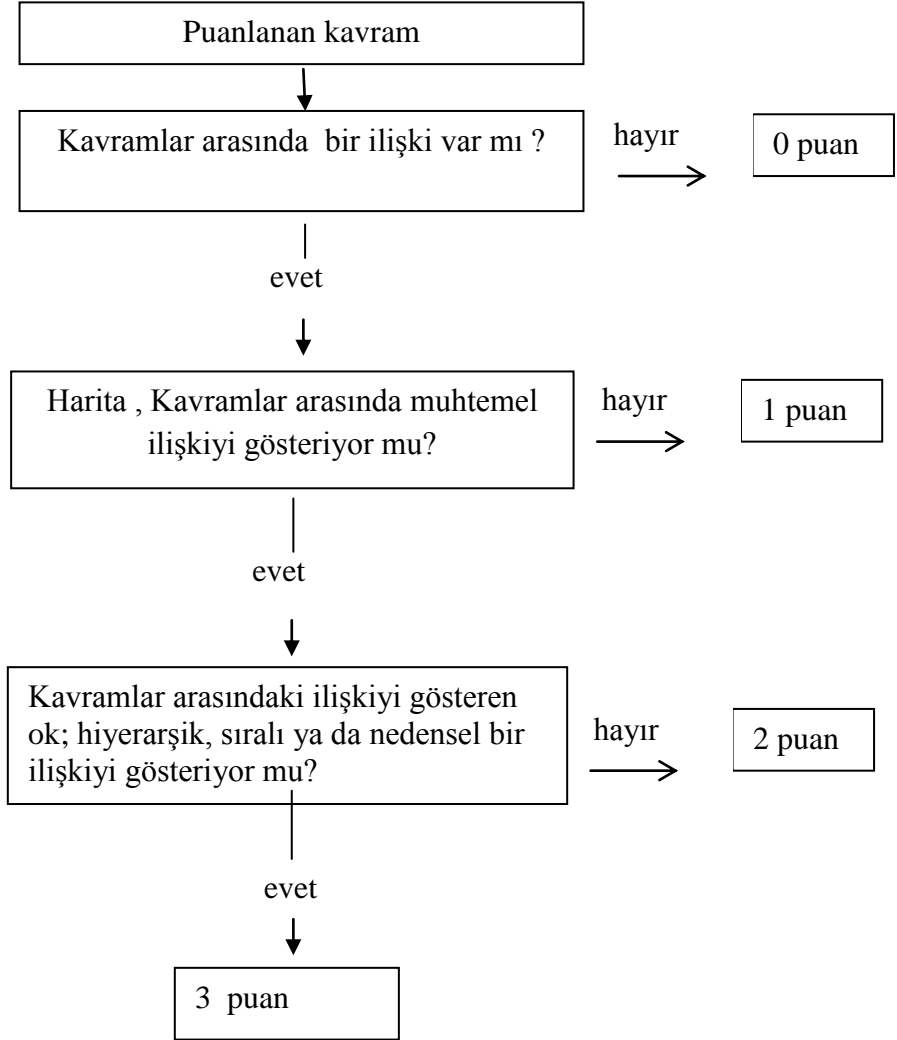 Puanlanan kavram
Kavramlar arasında bir ilişki var mı ?
hayır
0 puan
evet
Harita , Kavramlar arasında muhtemel
ilişkiyi gösteriyor mu?
hayır
1 puan
evet
Kavramlar arasındaki ilişkiyi gösteren
ok; hiyerarşik, sıralı ya da nedensel bir
ilişkiyi gösteriyor mu?
hayır
2 puan
evet
3 puan